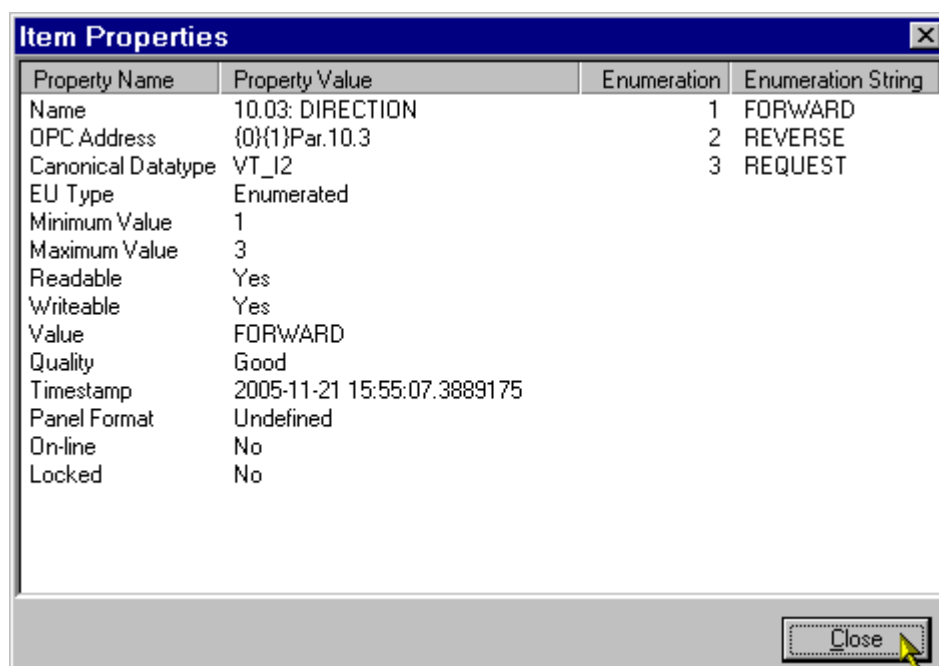 Item Properties
Property Name Property Value Enumeration Enumeration String
Name 10.03: DIRECTION 1 FORWARD
OPC Address {0}{1}Par.10.3 2 REVERSE
Canonical Datatype VT_I2 3 REQUEST
EU Type Enumerated
Minimum Value 1
Maximum Value 3
Readable Yes
Writeable Yes
Value FORWARD
Quality Good
Timestamp 2005-11-21 15:55:07.3889175
Panel Format Undefined
On-line No
Locked No
Close